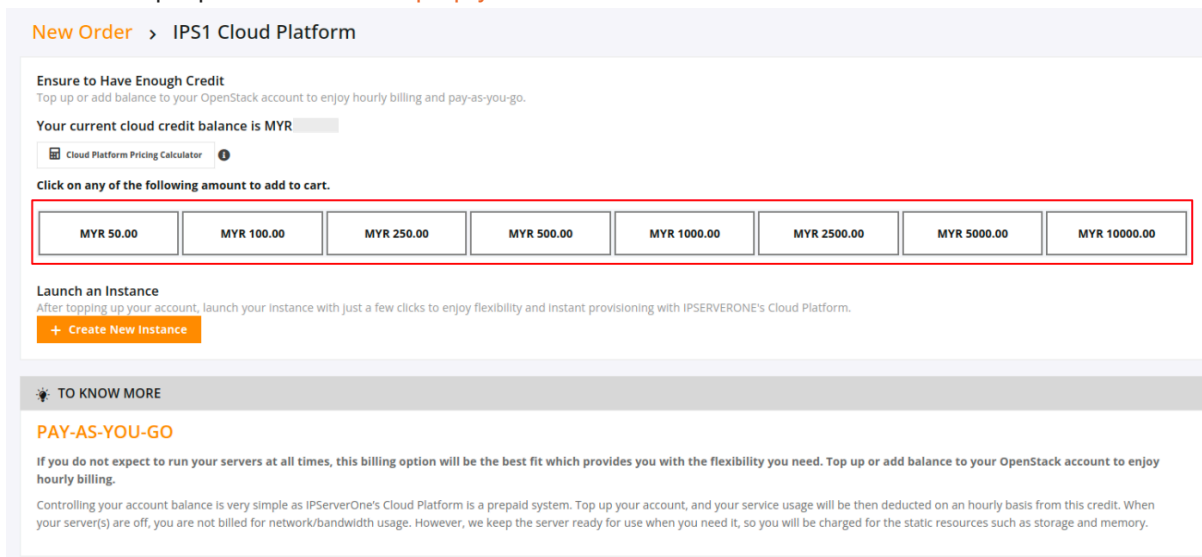 New Order > IPS1 Cloud Platform
Ensure to Have Enough Credit
Top up or add balance to your OpenStack account to enjoy hourly billing and pay-as-you-go.
Your current cloud credit balance is MYR
Cloud Platform Pricing Calculator
Click on any of the following amount to add to cart.
MYR 50.00 MYR 100.00 MYR 250.00 MYR 500.00 MYR 1000.00 MYR 2500.00 MYR 5000.00 MYR 10000.00
Launch an Instance
After topping up your account, launch your instance with just a few clicks to enjoy flexibility and instant provisioning with IPSERVERONE's Cloud Platform.
+ Create New Instance
TO KNOW MORE
PAY-AS-YOU-GO
If you do not expect to run your servers at all times, this billing option will be the best fit which provides you with the flexibility you need. Top up or add balance to your OpenStack account to enjoy
hourly billing.
Controlling your account balance is very simple as IPServerOne's Cloud Platform is a prepaid system. Top up your account, and your service usage will be then deducted on an hourly basis from this credit. When
your server(s) are off, you are not billed for network/bandwidth usage. However, we keep the server ready for use when you need it, so you will be charged for the static resources such as storage and memory.